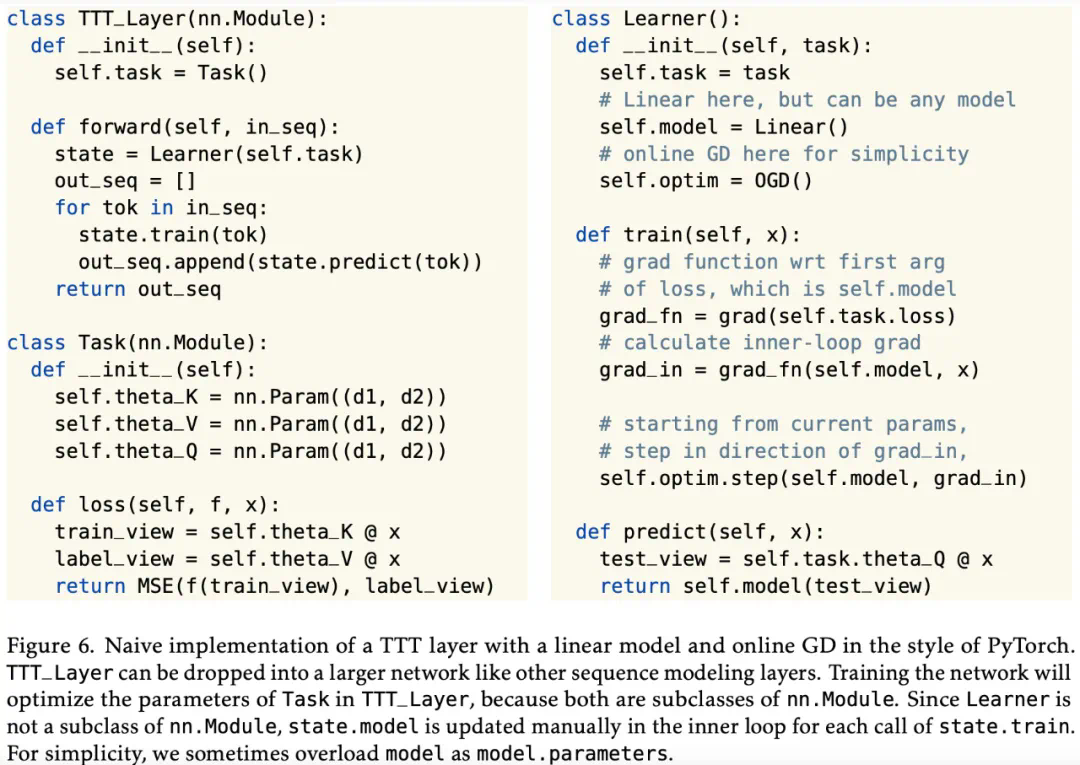 class TTT_Layer(nn.Module):
  def __init__(self):
    self.task = Task()

  def forward(self, in_seq):
    state = Learner(self.task)
    out_seq = []
    for tok in in_seq:
      state.train(tok)
      out_seq.append(state.predict(tok))
    return out_seq

class Task(nn.Module):
  def __init__(self):
    self.theta_K = nn.Param((d1, d2))
    self.theta_V = nn.Param((d1, d2))
    self.theta_Q = nn.Param((d1, d2))

  def loss(self, f, x):
    train_view = self.theta_K @ x
    label_view = self.theta_V @ x
    return MSE(f(train_view), label_view)

class Learner():
  def __init__(self, task):
    self.task = task
    # Linear here, but can be any model
    self.model = Linear()
    # online GD here for simplicity
    self.optim = OGD()

  def train(self, x):
    # grad function wrt first arg
    # of loss, which is self.model
    grad_fn = grad(self.task.loss)
    # calculate inner-loop grad
    grad_in = grad_fn(self.model, x)

    # starting from current params,
    # step in direction of grad_in,
    self.optim.step(self.model, grad_in)

  def predict(self, x):
    test_view = self.task.theta_Q @ x
    return self.model(test_view)

Figure 6. Naive implementation of a TTT layer with a linear model and online GD in the style of PyTorch.
TTT_Layer can be dropped into a larger network like other sequence modeling layers. Training the network will
optimize the parameters of Task in TTT_Layer, because both are subclasses of nn.Module. Since Learner is
not a subclass of nn.Module, state.model is updated manually in the inner loop for each call of state.train.
For simplicity, we sometimes overload model as model.parameters.